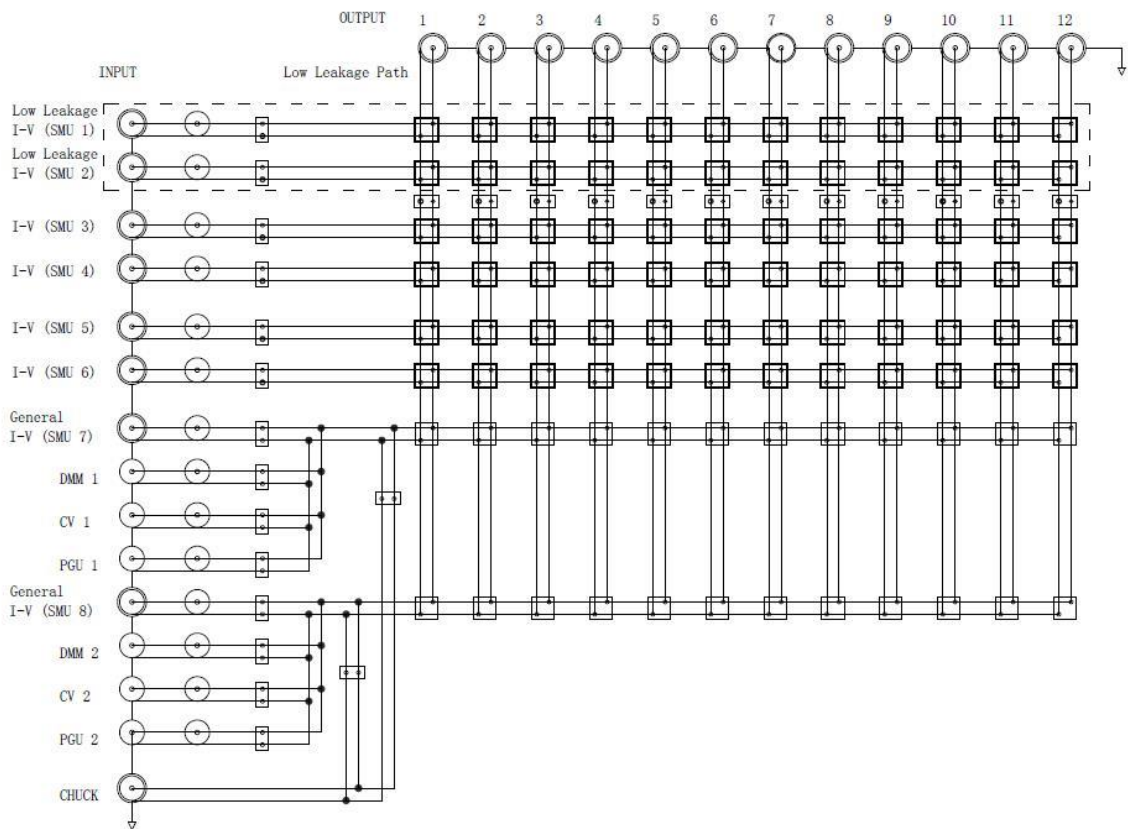 OUTPUT 1 2 3 4 5 6 7 8 9 10 11 12
INPUT Low Leakage Path
Low Leakage
I-V (SMU 1)
Low Leakage
I-V (SMU 2)
I-V (SMU 3)
I-V (SMU 4)
I-V (SMU 5)
I-V (SMU 6)
General
I-V (SMU 7)
DMM 1
CV 1
PGU 1
General
I-V (SMU 8)
DMM 2
CV 2
PGU 2
CHUCK